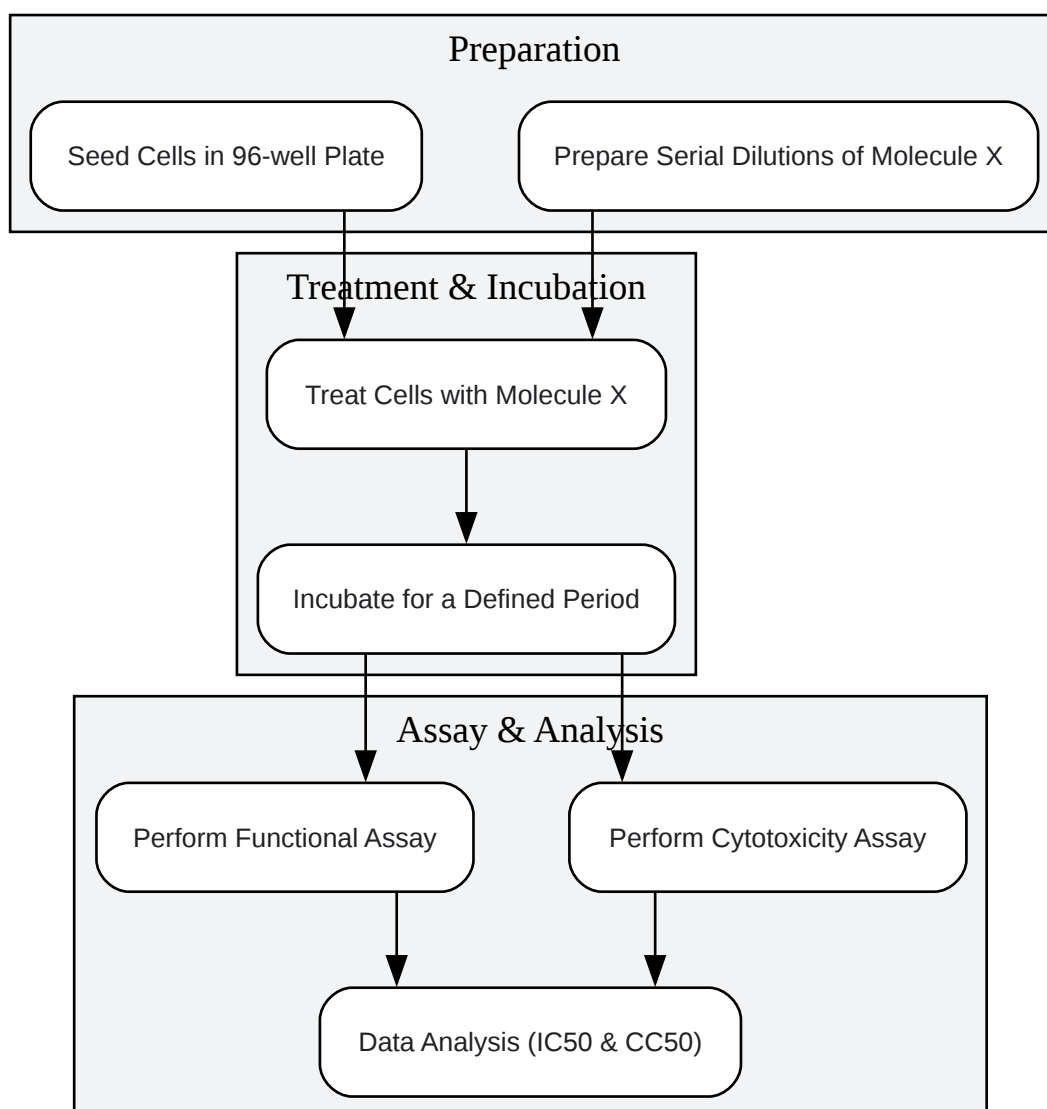 Preparation
Seed Cells in 96-well Plate
Prepare Serial Dilutions of Molecule X
Treatment & Incubation
Treat Cells with Molecule X
Incubate for a Defined Period
Assay & Analysis
Perform Functional Assay
Perform Cytotoxicity Assay
Data Analysis (IC50 & CC50)